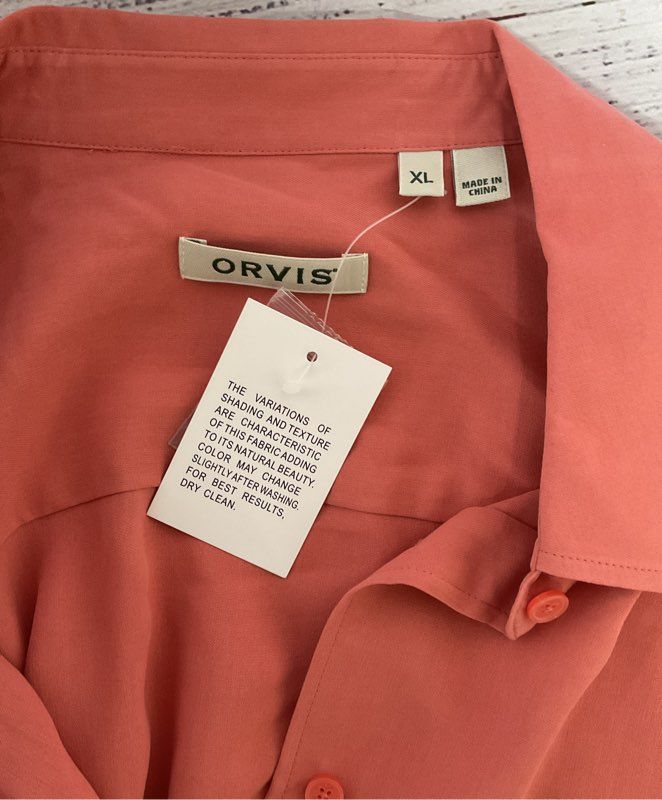 XL
MADE IN
CHINA
ORVIS
THE VARIATIONS OF
SHADING AND TEXTURE
ARE CHARACTERISTIC
OF THIS FABRIC ADDING
TO ITS NATURAL BEAUTY.
COLOR MAY CHANGE
SLIGHTLY AFTER WASHING.
FOR BEST RESULTS,
DRY CLEAN.